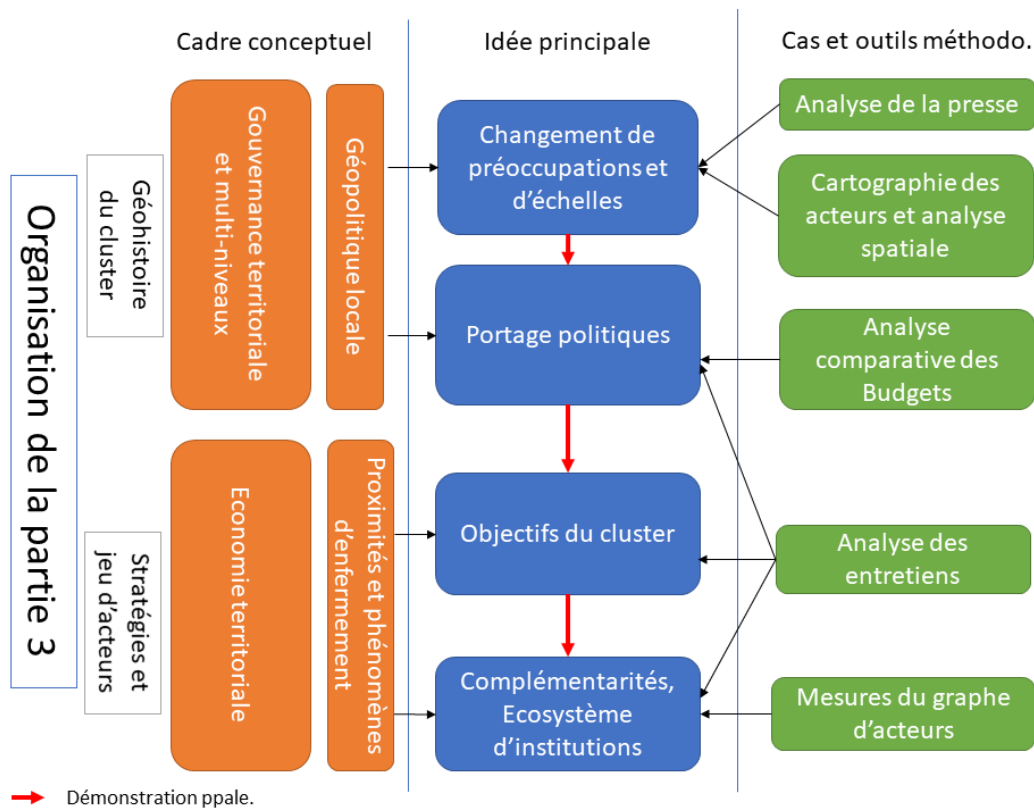 Cadre conceptuel
Idée principale
Cas et outils méthodo.
Organisation de la partie 3
Géohistoire
du cluster
Gouvernance territoriale
et multi-niveaux
Géopolitique locale
Changement de
préoccupations et
d'échelles
Analyse de la presse
Cartographie des
acteurs et analyse
spatiale
Portage politiques
Analyse
comparative des
Budgets
Stratégies et
jeu d'acteurs
Economie territoriale
Proximités et phénomènes
d'enfermement
Objectifs du cluster
Analyse des
entretiens
Complémentarités,
Ecosystème
d'institutions
Mesures du graphe
d'acteurs
Démonstration ppale.